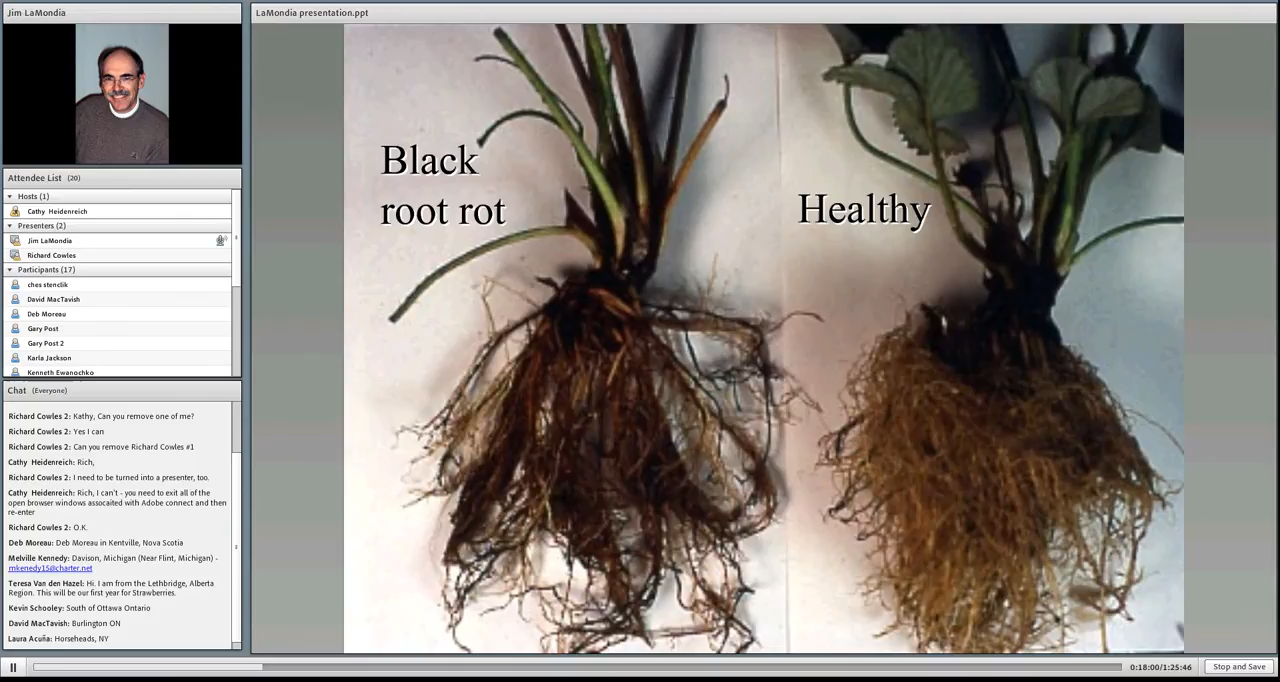 Jim LaMondia
Attendee List (20)
Hosts (1)
Cathy Heidenreich
Presenters (2)
Jim LaMondia
Richard Cowles
Participants (17)
ches stenclik
David MacTavish
Deb Moreau
Gary Post
Gary Post 2
Karla Jackson
Kenneth Ewanochko
Chat (Everyone)
Richard Cowles 2: Kathy, Can you remove one of me?
Richard Cowles 2: Yes I can
Richard Cowles 2: Can you remove Richard Cowles #1
Cathy Heidenreich: Rich,
Richard Cowles 2: I need to be turned into a presenter, too.
Cathy Heidenreich: Rich, I can't - you need to exit all of the
open browser windows assocaited with Adobe connect and then
re-enter
Richard Cowles 2: O.K.
Deb Moreau: Deb Moreau in Kentville, Nova Scotia
Melville Kennedy: Davison, Michigan (Near Flint, Michigan) -
mkenedy15@charter.net
Teresa Van den Hazel: Hi. I am from the Lethbridge, Alberta
Region. This will be our first year for Strawberries.
Kevin Schooley: South of Ottawa Ontario
David MacTavish: Burlington ON
Laura Acuña: Horseheads, NY
LaMondia presentation.ppt
Black
root rot
Healthy
0:18:00/1:25:46
Stop and Save